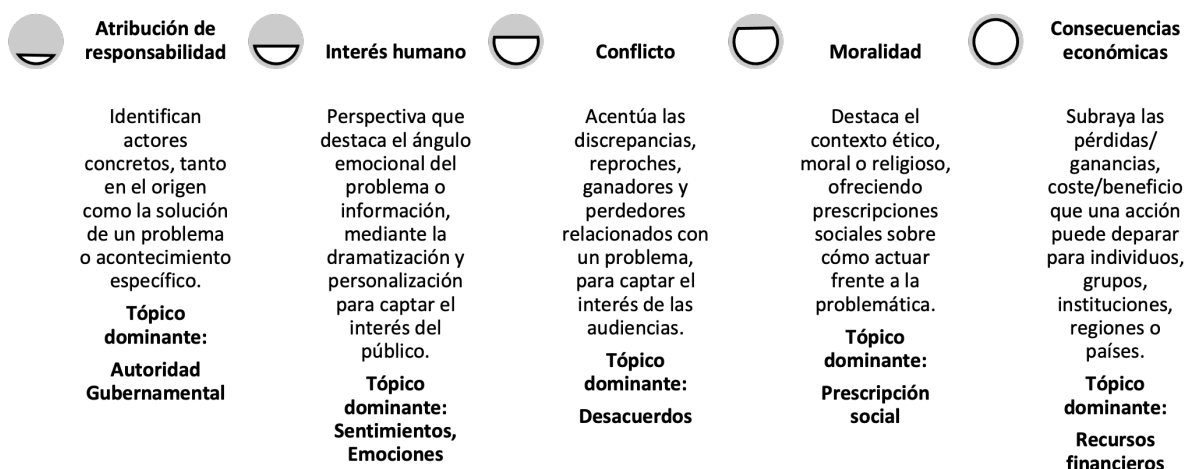 Atribución de
responsabilidad
Identifican
actores
concretos, tanto
en el origen
como la solución
de un problema
o acontecimiento
específico.
Tópico
dominante:
Autoridad
Gubernamental
Interés humano
Perspectiva que
destaca el ángulo
emocional del
problema o
información,
mediante la
dramatización y
personalización
para captar el
interés del
público.
Tópico
dominante:
Sentimientos,
Emociones
Conflicto
Acentúa las
discrepancias,
reproches,
ganadores y
perdedores
relacionados con
un problema,
para captar el
interés de las
audiencias.
Tópico
dominante:
Desacuerdos
Moralidad
Destaca el
contexto ético,
moral o religioso,
ofreciendo
prescripciones
sociales sobre
cómo actuar
frente a la
problemática.
Tópico
dominante:
Prescripción
social
Consecuencias
económicas
Subraya las
pérdidas/
ganancias,
coste/beneficio
que una acción
puede deparar
para individuos,
grupos,
instituciones,
regiones o
países.
Tópico
dominante:
Recursos
financieros